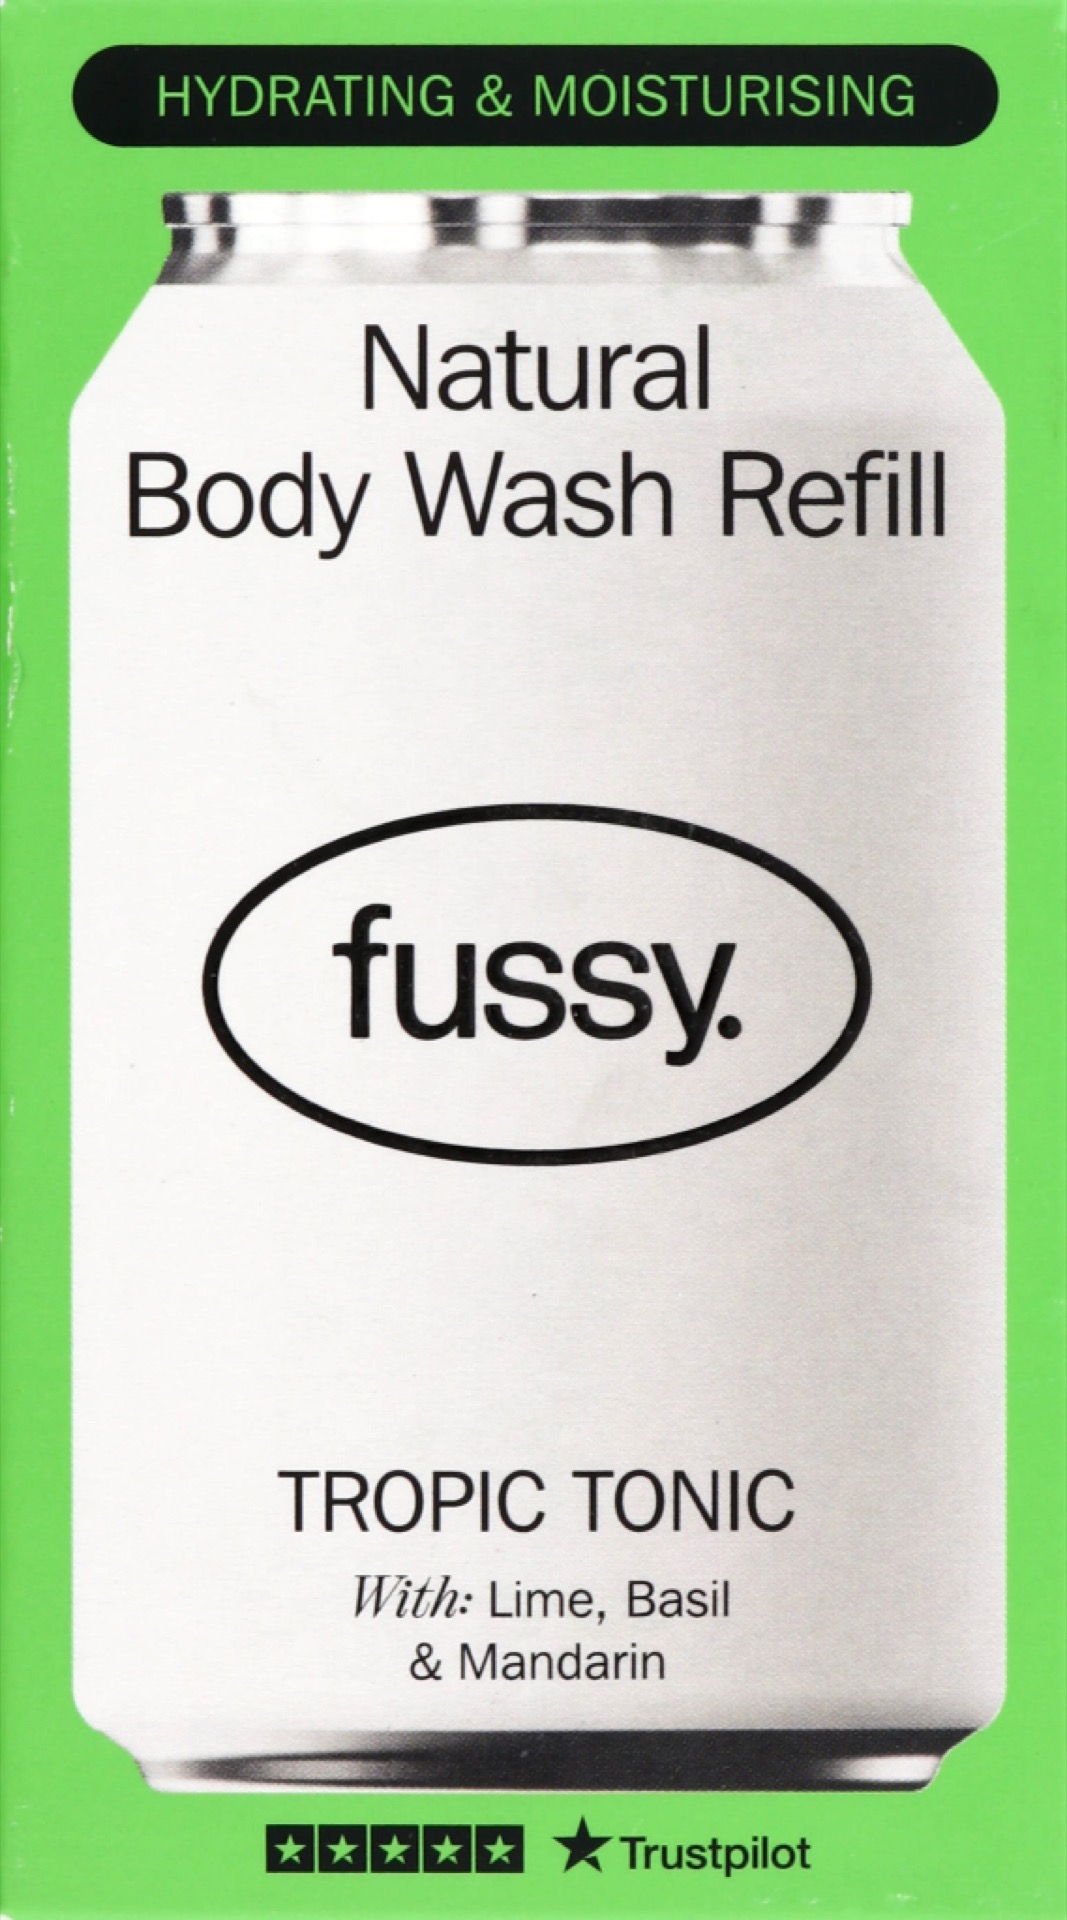 HYDRATING & MOISTURISING
Natural
Body Wash Refill
fussy.
TROPIC TONIC
With: Lime, Basil
& Mandarin
Trustpilot